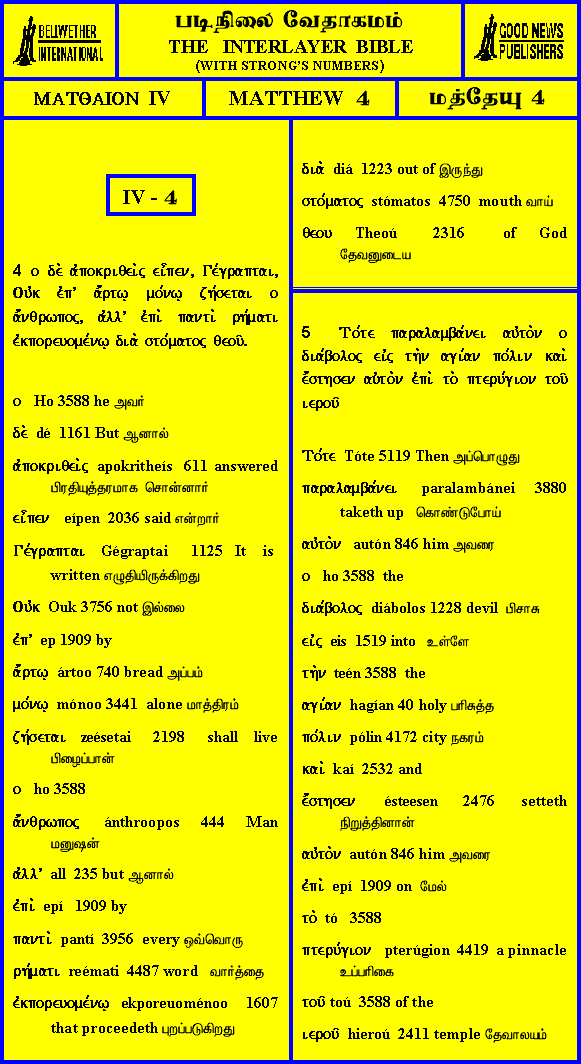 BELLWETHER
INTERNATIONAL
படிநிலை வேதாகமம்
THE INTERLAYER BIBLE
(WITH STRONG'S NUMBERS)
GOOD NEWS
PUBLISHERS
ΜΑΤΘΑΙΟΝ IV
MATTHEW 4
மத்தேயு 4
IV - 4
4 ο δὲ ἀποκριθεὶς εἶπεν, Γέγραπται,
Οὐκ ἐπ' ἄρτῳ μόνῳ ζήσεται ο
ἄνθρωπος, ἀλλ' ἐπὶ παντὶ ρήματι
ἐκπορευομένῳ διὰ στόματος θεοῦ.
ο Ho 3588 he அவர்
δὲ dé 1161 But ஆனால்
ἀποκριθεὶς apokritheís 611 answered
பிரதியுத்தரமாக சொன்னார்
εἶπεν eípen 2036 said என்றார்
Γέγραπται Gégraptai 1125 It is
written எழுதியிருக்கிறது
Οὐκ Ouk 3756 not இல்லை
ἐπ' ep 1909 by
ἄρτῳ ártoo 740 bread அப்பம்
μόνῳ mónoo 3441 alone மாத்திரம்
ζήσεται zeésetai 2198 shall live
பிழைப்பான்
ο ho 3588
ἄνθρωπος ánthroopos 444 Man
மனுஷன்
ἀλλ' all 235 but ஆனால்
ἐπὶ epí 1909 by
παντὶ pantí 3956 every ஒவ்வொரு
ρήματι reémati 4487 word வார்த்தை
ἐκπορευομένῳ ekporeuoménoo 1607
that proceedeth புறப்படுகிறது
διὰ diá 1223 out of இருந்து
στόματος stómatos 4750 mouth வாய்
θεου Theoú 2316 of God
தேவனுடைய
5 Τότε παραλαμβάνει αὐτὸν ο
διάβολος εἰς τὴν αγίαν πόλιν καὶ
ἔστησεν αὐτὸν ἐπὶ τὸ πτερύγιον τοῦ
ιεροῦ
Τότε Tóte 5119 Then அப்பொழுது
παραλαμβάνει paralambánei 3880
taketh up கொண்டுபோய்
αὐτὸν autón 846 him அவரை
ο ho 3588 the
διάβολος diábolos 1228 devil பிசாசு
εἰς eis 1519 into உள்ளே
τὴν teén 3588 the
αγίαν hagían 40 holy பரிசுத்த
πόλιν pólin 4172 city நகரம்
καὶ kaí 2532 and
ἔστησεν ésteesen 2476 setteth
நிறுத்தினான்
αὐτὸν autón 846 him அவரை
ἐπὶ epí 1909 on மேல்
τὸ tó 3588
πτερύγιον pterúgion 4419 a pinnacle
உப்பரிகை
τοῦ toú 3588 of the
ιεροῦ hieroú 2411 temple தேவாலயம்